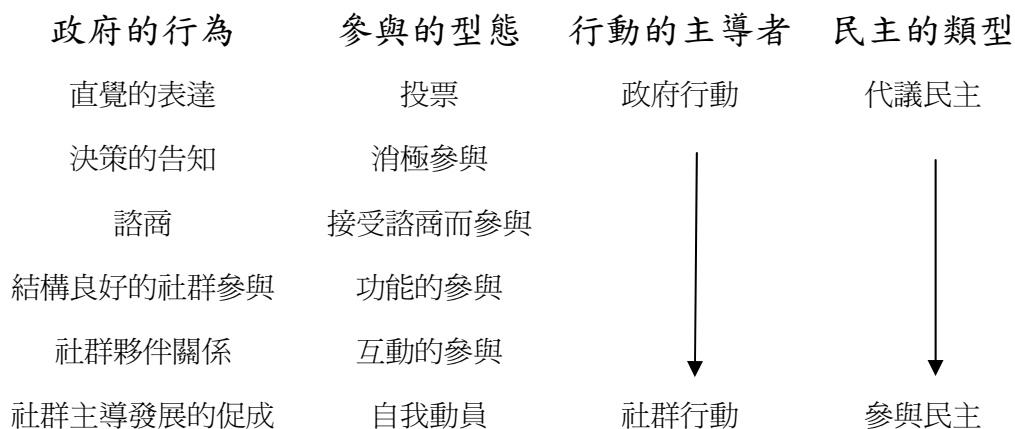 政府的行為 參與的型態 行動的主導者 民主的類型
直覺的表達 投票 政府行動 代議民主
決策的告知 消極參與
諮商 接受諮商而參與
結構良好的社群參與 功能的參與
社群夥伴關係 互動的參與
社群主導發展的促成 自我動員 社群行動 參與民主